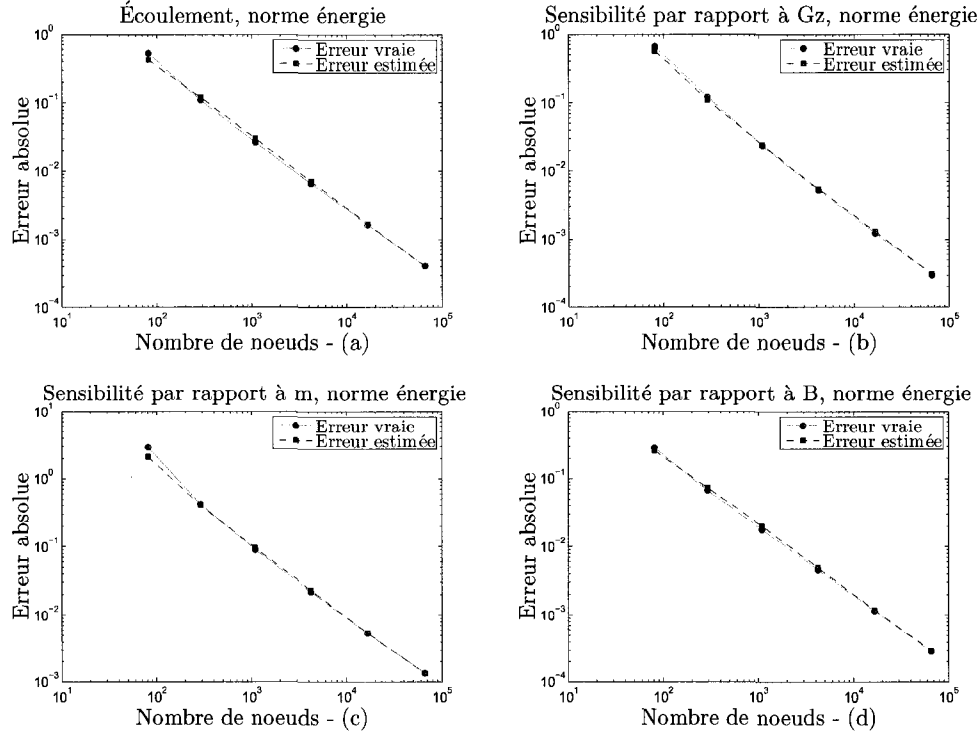 Écoulement, norme énergie
Erreur absolue
10^0
10^-1
10^-2
10^-3
10^-4
Erreur vraie
Erreur estimée
10^1
10^2
10^3
10^4
10^5
Nombre de noeuds - (a)
Sensibilité par rapport à Gz, norme énergie
Erreur absolue
10^0
10^-1
10^-2
10^-3
10^-4
Erreur vraie
Erreur estimée
10^1
10^2
10^3
10^4
10^5
Nombre de noeuds - (b)
Sensibilité par rapport à m, norme énergie
Erreur absolue
10^1
10^0
10^-1
10^-2
10^-3
Erreur vraie
Erreur estimée
10^1
10^2
10^3
10^4
10^5
Nombre de noeuds - (c)
Sensibilité par rapport à B, norme énergie
Erreur absolue
10^0
10^-1
10^-2
10^-3
10^-4
Erreur vraie
Erreur estimée
10^1
10^2
10^3
10^4
10^5
Nombre de noeuds - (d)